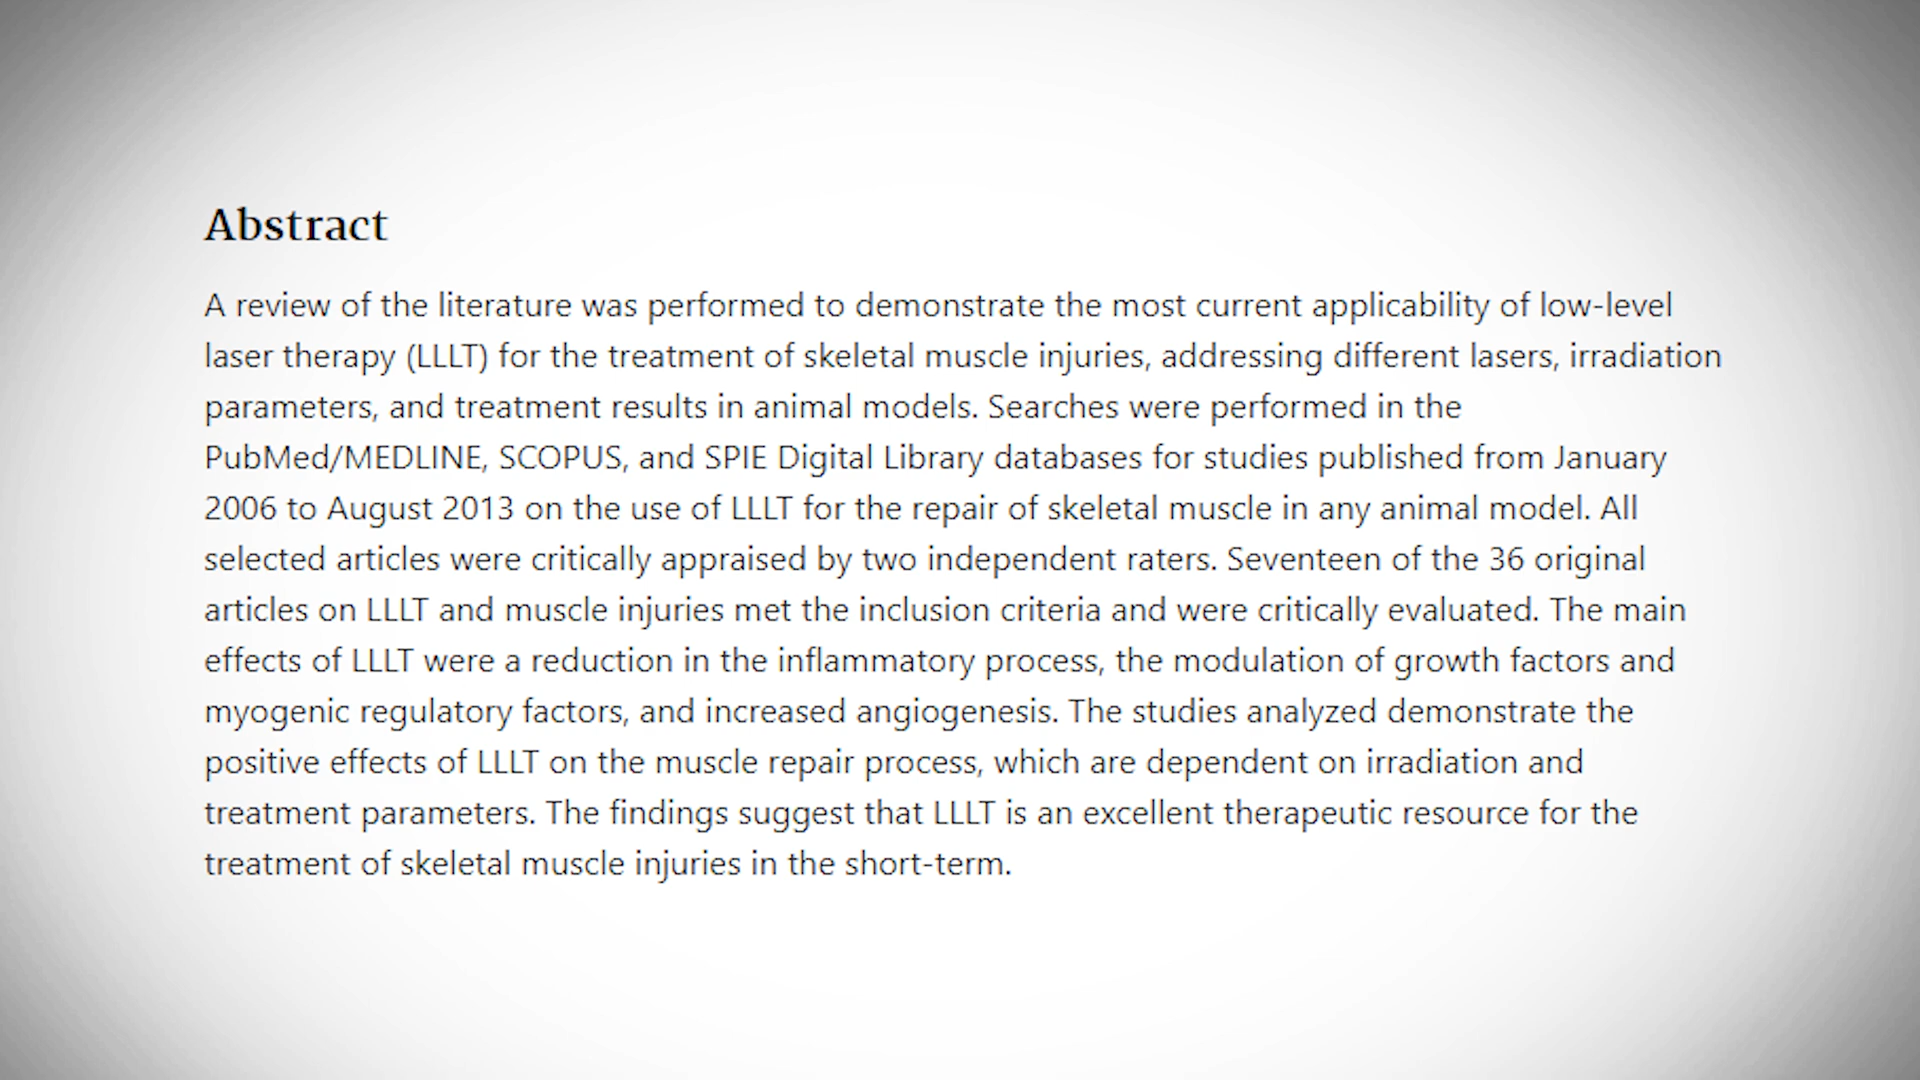 Abstract
A review of the literature was performed to demonstrate the most current applicability of low-level
laser therapy (LLLT) for the treatment of skeletal muscle injuries, addressing different lasers, irradiation
parameters, and treatment results in animal models. Searches were performed in the
PubMed/MEDLINE, SCOPUS, and SPIE Digital Library databases for studies published from January
2006 to August 2013 on the use of LLLT for the repair of skeletal muscle in any animal model. All
selected articles were critically appraised by two independent raters. Seventeen of the 36 original
articles on LLLT and muscle injuries met the inclusion criteria and were critically evaluated. The main
effects of LLLT were a reduction in the inflammatory process, the modulation of growth factors and
myogenic regulatory factors, and increased angiogenesis. The studies analyzed demonstrate the
positive effects of LLLT on the muscle repair process, which are dependent on irradiation and
treatment parameters. The findings suggest that LLLT is an excellent therapeutic resource for the
treatment of skeletal muscle injuries in the short-term.